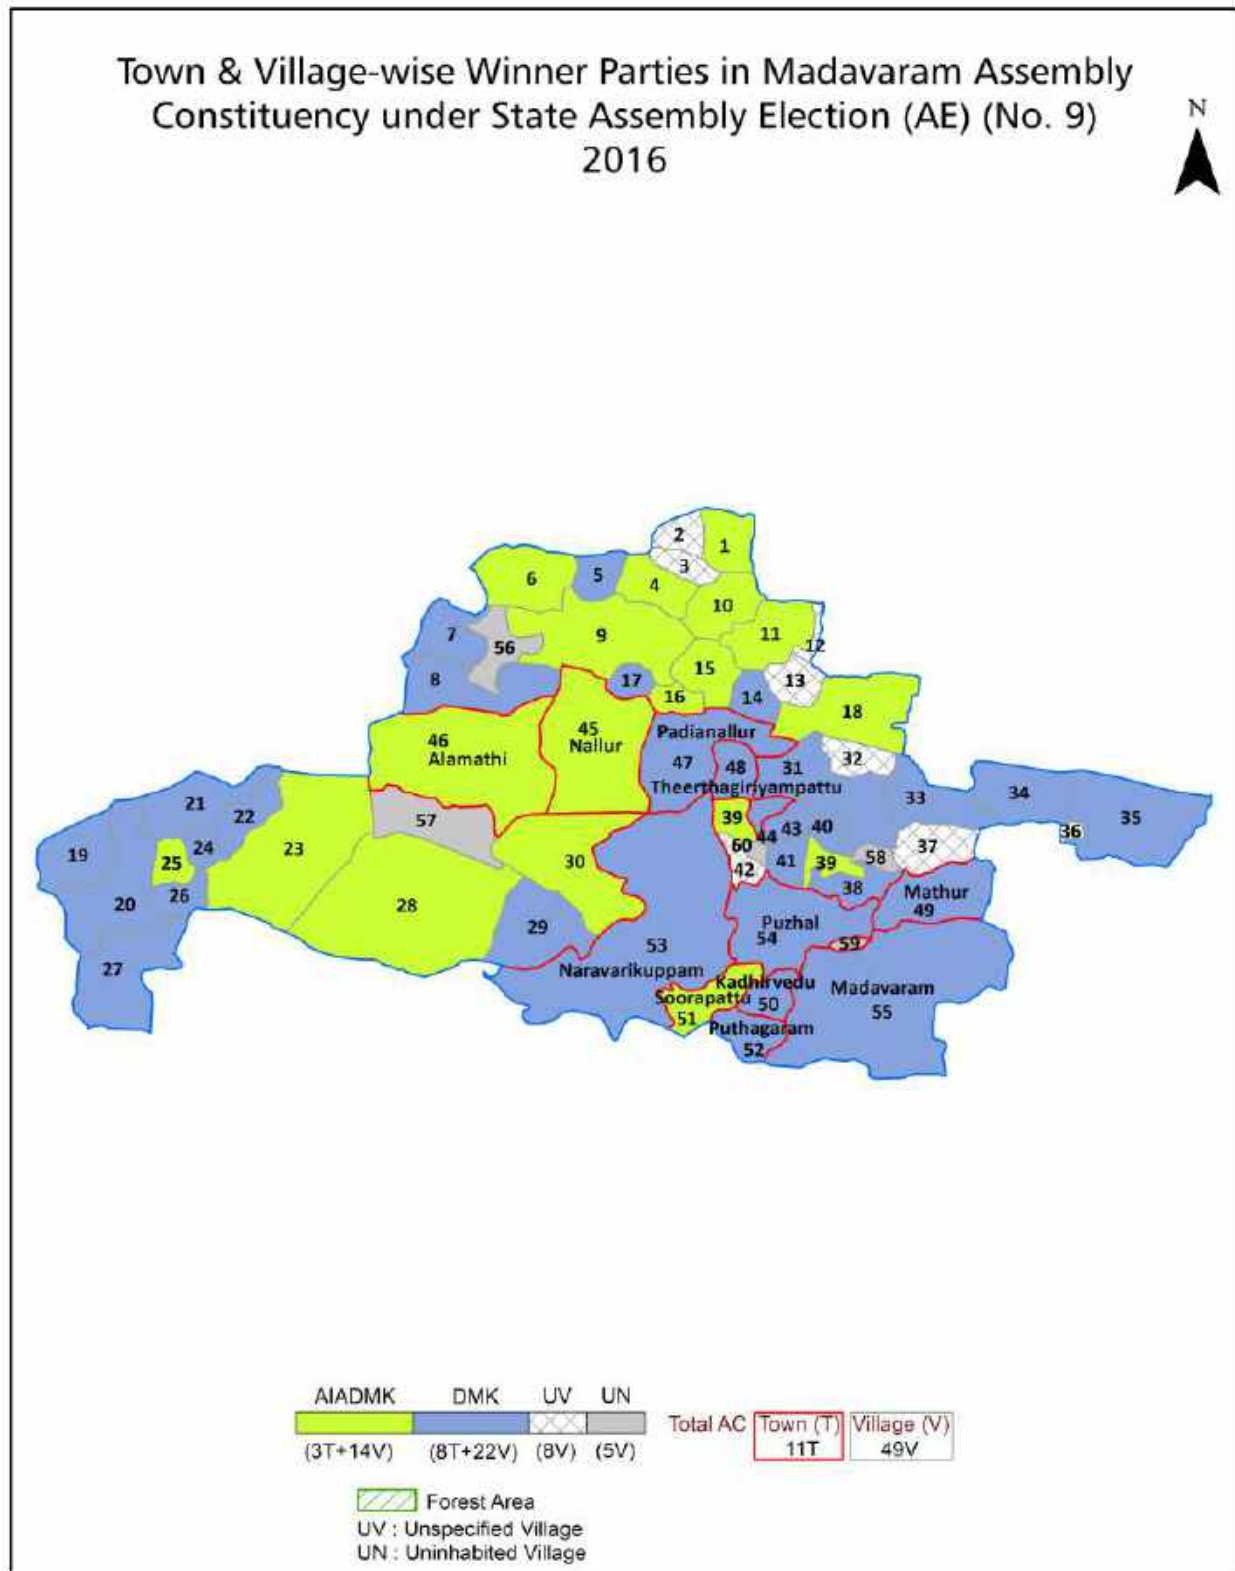 Town & Village-wise Winner Parties in Madavaram Assembly
Constituency under State Assembly Election (AE) (No. 9)
2016
N
2
1
3
6
5
4
10
7
56
9
11
12
8
17
15
13
16
14
18
46
Alamathi
45
Nallur
Padianallur
47
48
31
32
Theerthagiriyampattu
33
34
35
21
22
57
39
44
43
40
36
19
25
24
23
30
60
42
41
39
58
37
20
26
28
38
Mathur
49
27
29
53
Naravarikuppam
Puzhal
54
59
Kadhirvedu
50
Soorapattu
51
Madavaram
55
Puthagaram
52
AIADMK DMK UV UN
(3T+14V) (8T+22V) (8V) (5V)
Total AC Town (T) Village (V)
11T 49V
Forest Area
UV : Unspecified Village
UN : Uninhabited Village